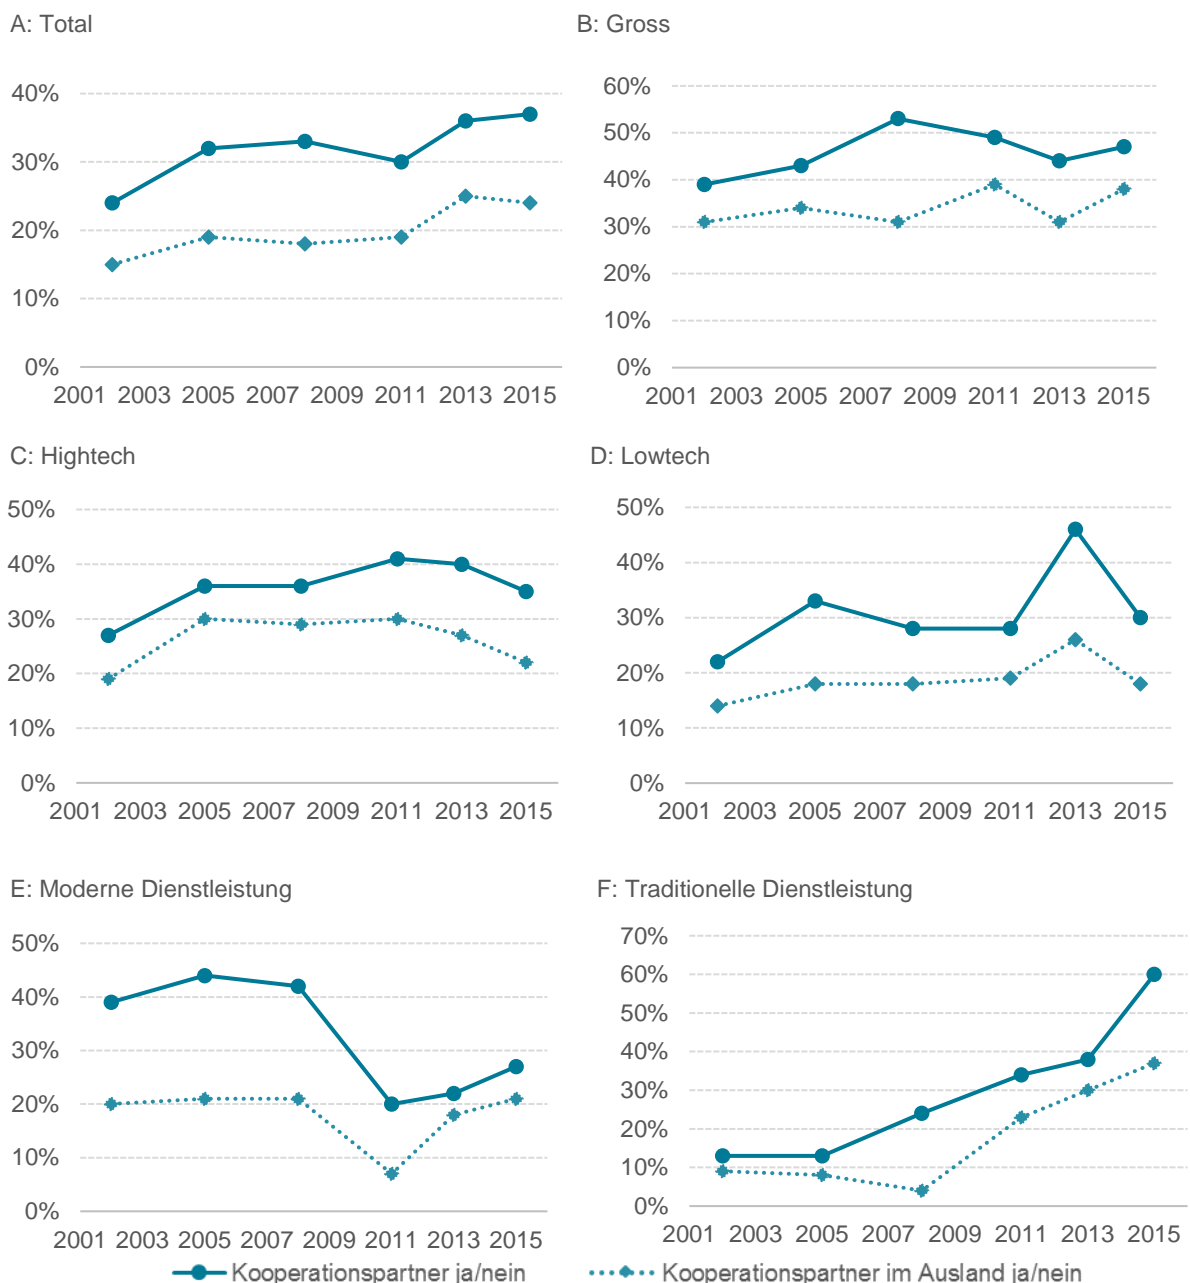 A: Total
B: Gross
40%
30%
20%
10%
0%
2001 2003 2005 2007 2009 2011 2013 2015
60%
50%
40%
30%
20%
10%
0%
2001 2003 2005 2007 2009 2011 2013 2015
C: Hightech
D: Lowtech
50%
40%
30%
20%
10%
0%
2001 2003 2005 2007 2009 2011 2013 2015
50%
40%
30%
20%
10%
0%
2001 2003 2005 2007 2009 2011 2013 2015
E: Moderne Dienstleistung
F: Traditionelle Dienstleistung
50%
40%
30%
20%
10%
0%
2001 2003 2005 2007 2009 2011 2013 2015
70%
60%
50%
40%
30%
20%
10%
0%
2001 2003 2005 2007 2009 2011 2013 2015
Kooperationspartner ja/nein
Kooperationspartner im Ausland ja/nein